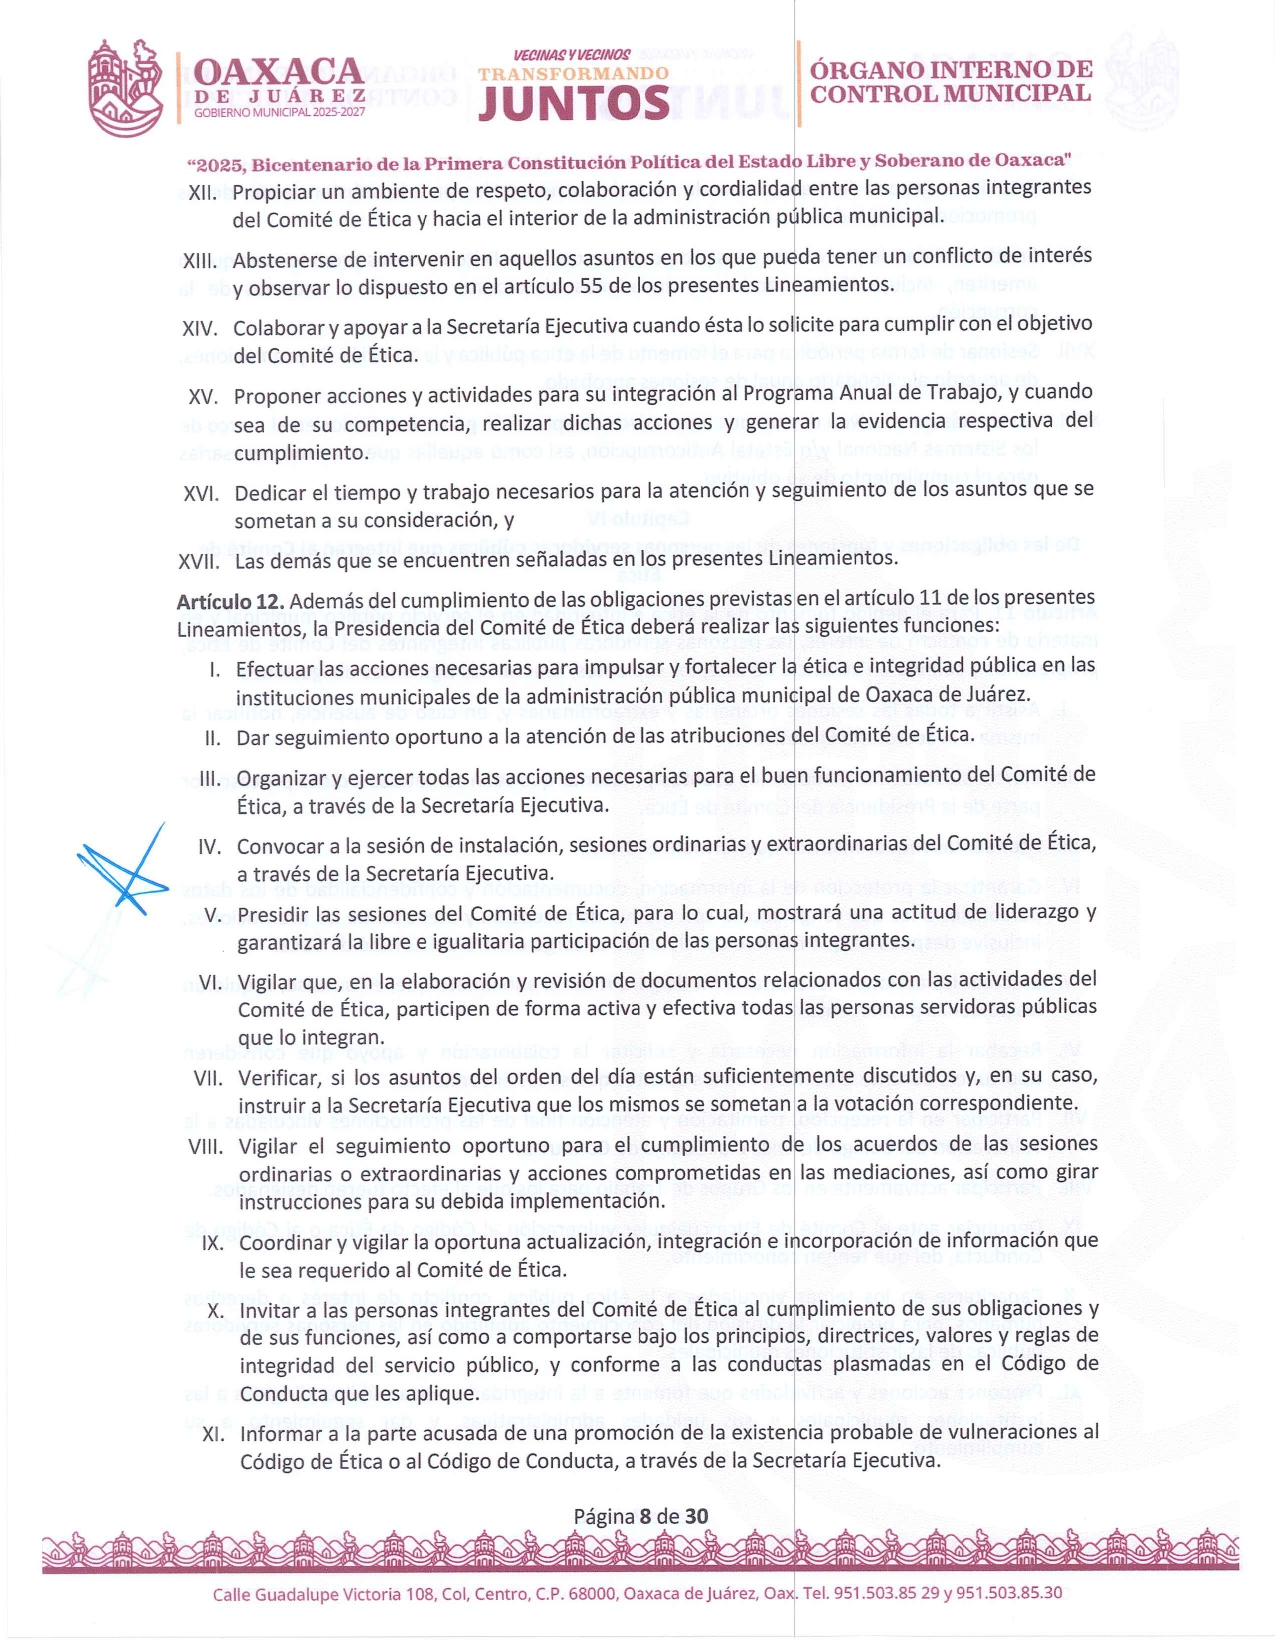 OAXACA
DE JUÁREZ
GOBIERNO MUNICIPAL 2025-2027
VECINAS Y VECINOS
TRANSFORMANDO
JUNTOS
ÓRGANO INTERNO DE
CONTROL MUNICIPAL
“2025, Bicentenario de la Primera Constitución Política del Estado Libre y Soberano de Oaxaca"
XII. Propiciar un ambiente de respeto, colaboración y cordialidad entre las personas integrantes
del Comité de Ética y hacia el interior de la administración pública municipal.
XIII. Abstenerse de intervenir en aquellos asuntos en los que pueda tener un conflicto de interés
y observar lo dispuesto en el artículo 55 de los presentes Lineamientos.
XIV. Colaborar y apoyar a la Secretaría Ejecutiva cuando ésta lo solicite para cumplir con el objetivo
del Comité de Ética.
XV. Proponer acciones y actividades para su integración al Programa Anual de Trabajo, y cuando
sea de su competencia, realizar dichas acciones y generar la evidencia respectiva del
cumplimiento.
XVI. Dedicar el tiempo y trabajo necesarios para la atención y seguimiento de los asuntos que se
sometan a su consideración, y
XVII. Las demás que se encuentren señaladas en los presentes Lineamientos.
Artículo 12. Además del cumplimiento de las obligaciones previstas en el artículo 11 de los presentes
Lineamientos, la Presidencia del Comité de Ética deberá realizar las siguientes funciones:
I. Efectuar las acciones necesarias para impulsar y fortalecer la ética e integridad pública en las
instituciones municipales de la administración pública municipal de Oaxaca de Juárez.
II. Dar seguimiento oportuno a la atención de las atribuciones del Comité de Ética.
III. Organizar y ejercer todas las acciones necesarias para el buen funcionamiento del Comité de
Ética, a través de la Secretaría Ejecutiva.
IV. Convocar a la sesión de instalación, sesiones ordinarias y extraordinarias del Comité de Ética,
a través de la Secretaría Ejecutiva.
V. Presidir las sesiones del Comité de Ética, para lo cual, mostrará una actitud de liderazgo y
garantizará la libre e igualitaria participación de las personas integrantes.
VI. Vigilar que, en la elaboración y revisión de documentos relacionados con las actividades del
Comité de Ética, participen de forma activa y efectiva todas las personas servidoras públicas
que lo integran.
VII. Verificar, si los asuntos del orden del día están suficientemente discutidos y, en su caso,
instruir a la Secretaría Ejecutiva que los mismos se sometan a la votación correspondiente.
VIII. Vigilar el seguimiento oportuno para el cumplimiento de los acuerdos de las sesiones
ordinarias o extraordinarias y acciones comprometidas en las mediaciones, así como girar
instrucciones para su debida implementación.
IX. Coordinar y vigilar la oportuna actualización, integración e incorporación de información que
le sea requerido al Comité de Ética.
X. Invitar a las personas integrantes del Comité de Ética al cumplimiento de sus obligaciones y
de sus funciones, así como a comportarse bajo los principios, directrices, valores y reglas de
integridad del servicio público, y conforme a las conductas plasmadas en el Código de
Conducta que les aplique.
XI. Informar a la parte acusada de una promoción de la existencia probable de vulneraciones al
Código de Ética o al Código de Conducta, a través de la Secretaría Ejecutiva.
Página 8 de 30
Calle Guadalupe Victoria 108, Col, Centro, C.P. 68000, Oaxaca de Juárez, Oax. Tel. 951.503.85 29 y 951.503.85.30